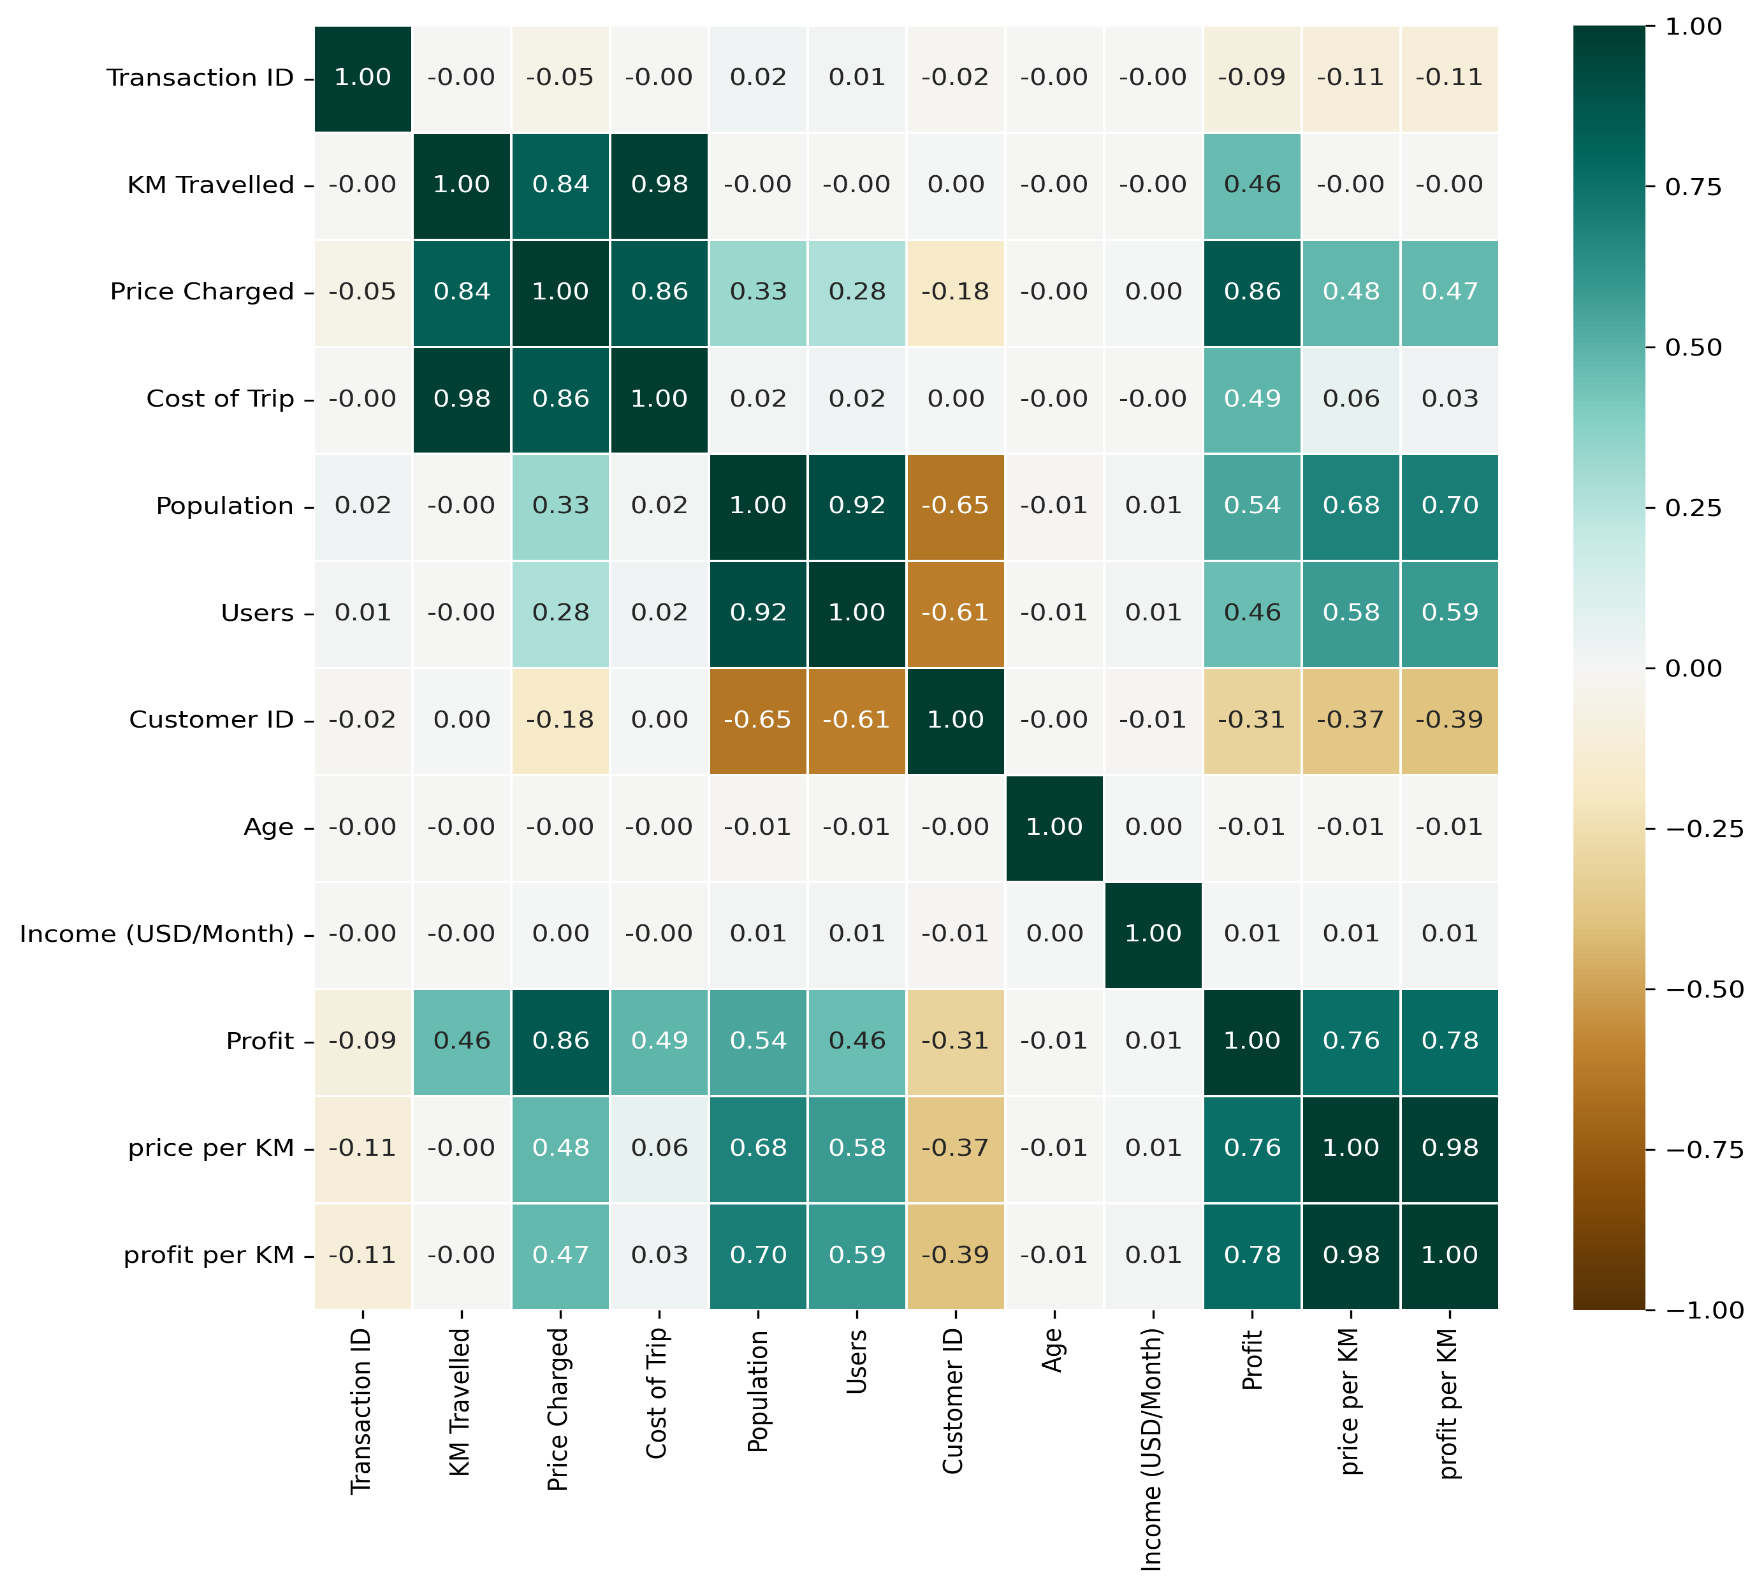 Transaction ID 1.00 -0.00 -0.05 -0.00 0.02 0.01 -0.02 -0.00 -0.00 -0.09 -0.11 -0.11
KM Travelled -0.00 1.00 0.84 0.98 -0.00 -0.00 0.00 -0.00 -0.00 0.46 -0.00 -0.00
Price Charged -0.05 0.84 1.00 0.86 0.33 0.28 -0.18 -0.00 0.00 0.86 0.48 0.47
Cost of Trip -0.00 0.98 0.86 1.00 0.02 0.02 0.00 -0.00 -0.00 0.49 0.06 0.03
Population 0.02 -0.00 0.33 0.02 1.00 0.92 -0.65 -0.01 0.01 0.54 0.68 0.70
Users 0.01 -0.00 0.28 0.02 0.92 1.00 -0.61 -0.01 0.01 0.46 0.58 0.59
Customer ID -0.02 0.00 -0.18 0.00 -0.65 -0.61 1.00 -0.00 -0.01 -0.31 -0.37 -0.39
Age -0.00 -0.00 -0.00 -0.00 -0.01 -0.01 -0.00 1.00 0.00 -0.01 -0.01 -0.01
Income (USD/Month) -0.00 -0.00 0.00 -0.00 0.01 0.01 -0.01 0.00 1.00 0.01 0.01 0.01
Profit -0.09 0.46 0.86 0.49 0.54 0.46 -0.31 -0.01 0.01 1.00 0.76 0.78
price per KM -0.11 -0.00 0.48 0.06 0.68 0.58 -0.37 -0.01 0.01 0.76 1.00 0.98
profit per KM -0.11 -0.00 0.47 0.03 0.70 0.59 -0.39 -0.01 0.01 0.78 0.98 1.00
Transaction ID
KM Travelled
Price Charged
Cost of Trip
Population
Users
Customer ID
Age
Income (USD/Month)
Profit
price per KM
profit per KM
1.00
0.75
0.50
0.25
0.00
−0.25
−0.50
−0.75
−1.00